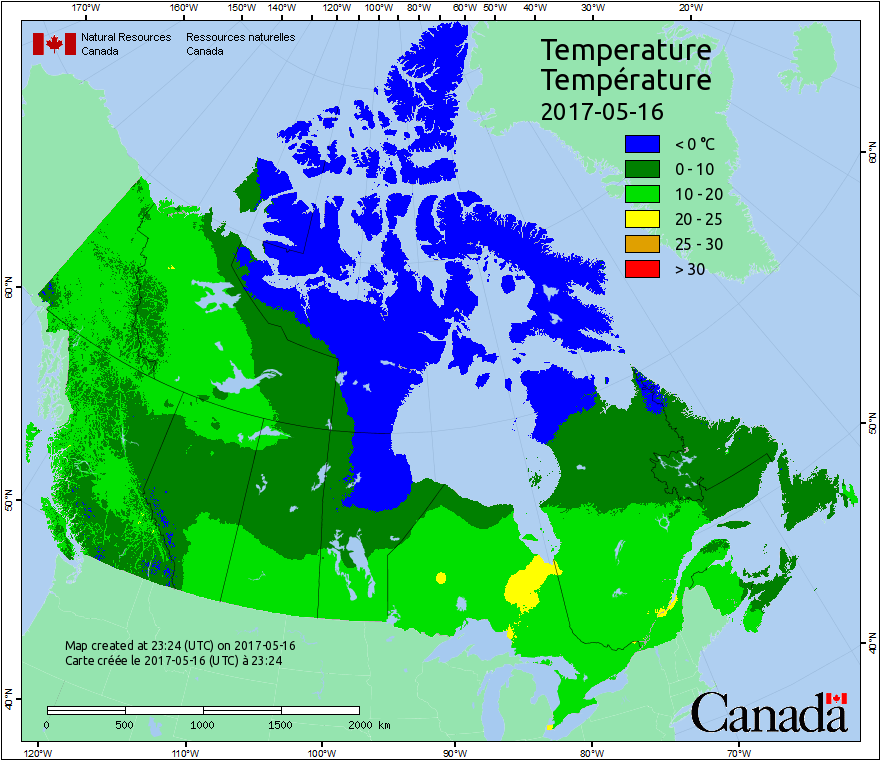 170°W 160°W 150°W 140°W 120°W 100°W 80°W 60°W 50°W 40°W 30°W 20°W
Natural Resources Ressources naturelles
Canada Canada
Temperature
Température
2017-05-16
< 0 °C
0 - 10
10 - 20
20 - 25
25 - 30
> 30
60°N
60°N
50°N
50°N
40°N
40°N
Map created at 23:24 (UTC) on 2017-05-16
Carte créée le 2017-05-16 (UTC) à 23:24
0 500 1000 1500 2000 km
Canada
120°W 110°W 100°W 90°W 80°W 70°W